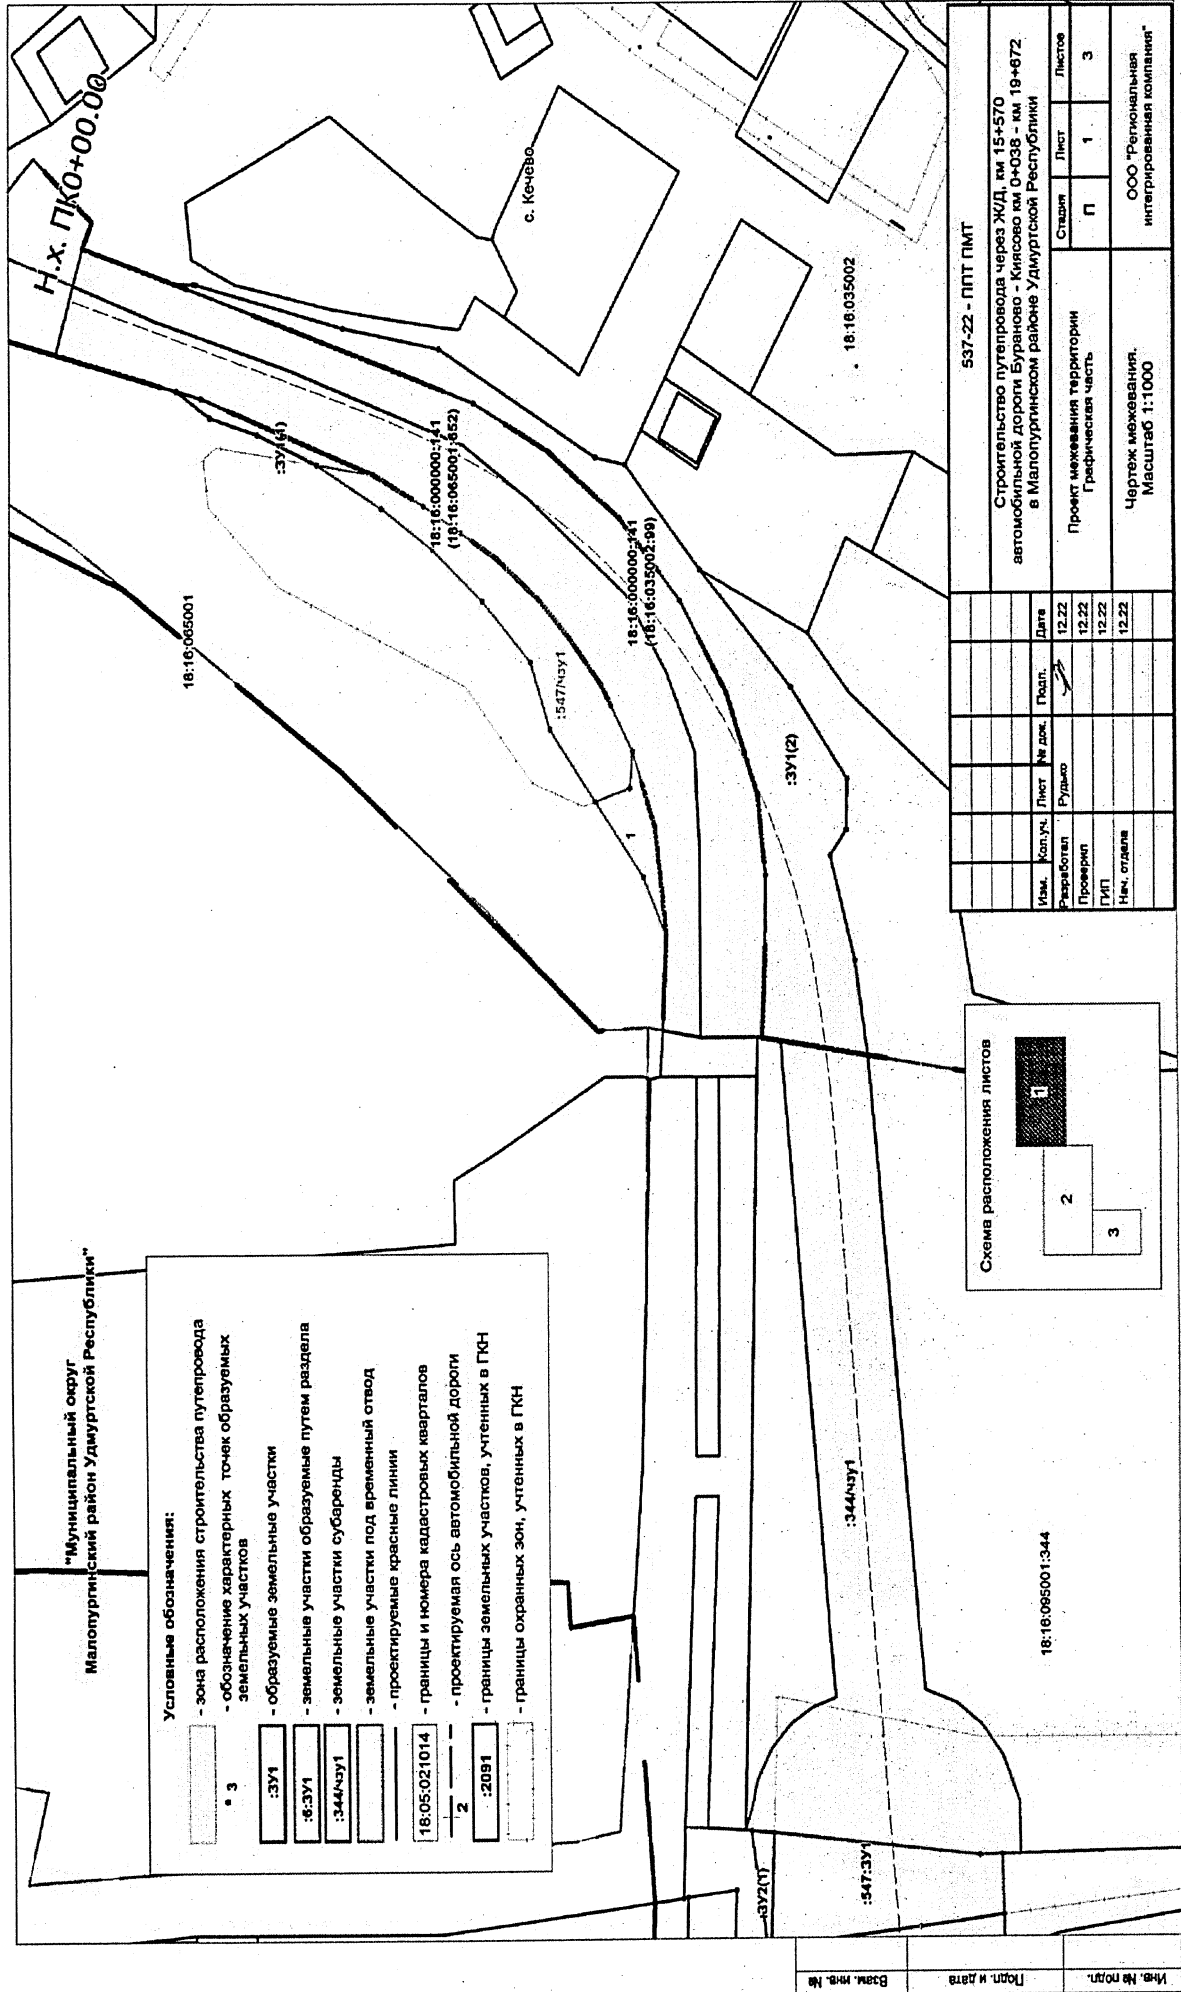 "Муниципальный округ
Малопургинский район Удмуртской Республики"
Условные обозначения:
- зона расположения строительства путепровода
3
- обозначение характерных точек образуемых
земельных участков
:ЗУ1
- образуемые земельные участки
:6:ЗУ1
- земельные участки образуемые путем раздела
:344/чзу1
- земельные участки субаренды
- земельные участки под временный отвод
- проектируемые красные линии
18:05:021014
- границы и номера кадастровых кварталов
2
- проектируемая ось автомобильной дороги
:2091
- границы земельных участков, учтенных в ГКН
- границы охранных зон, учтенных в ГКН
Н.х. ПК0+00.00
18:16:065001
:ЗУ1(1)
18:16:000000:141
(18:16:065001:652)
с. Кечево
:547/чзу1
18:16:000000:141
(18:16:035002:99)
18:16:035002
1
:ЗУ1(2)
:344/чзу1
18:16:095001:344
:ЗУ2(1)
:547:ЗУ1
Схема расположения листов
1
2
3
537-22 - ППТ ПМТ
Строительство путепровода через Ж/Д, км 15+570
автомобильной дороги Бураново - Киясово км 0+038 - км 19+672
в Малопургинском районе Удмуртской Республики
Изм. Кол.уч. Лист № док. Подп. Дата
Разработал Рудько 12.22
Проверил 12.22
ГИП 12.22
Нач. отдела 12.22
Проект межевания территории
Графическая часть
Стадия Лист Листов
П 1 3
Чертеж межевания.
Масштаб 1:1000
ООО "Региональная
интегрированная компания"
Взам. инв. №
Подп. и дата
Инв. № подл.